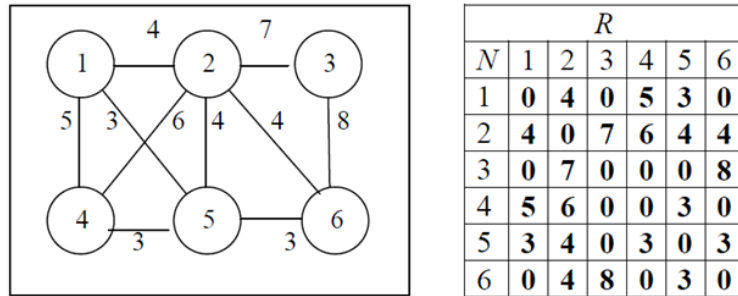 4 7
1 2 3
5 3 6 4 4 8
4 5 6
3 3
R
N 1 2 3 4 5 6
1 0 4 0 5 3 0
2 4 0 7 6 4 4
3 0 7 0 0 0 8
4 5 6 0 0 3 0
5 3 4 0 3 0 3
6 0 4 8 0 3 0